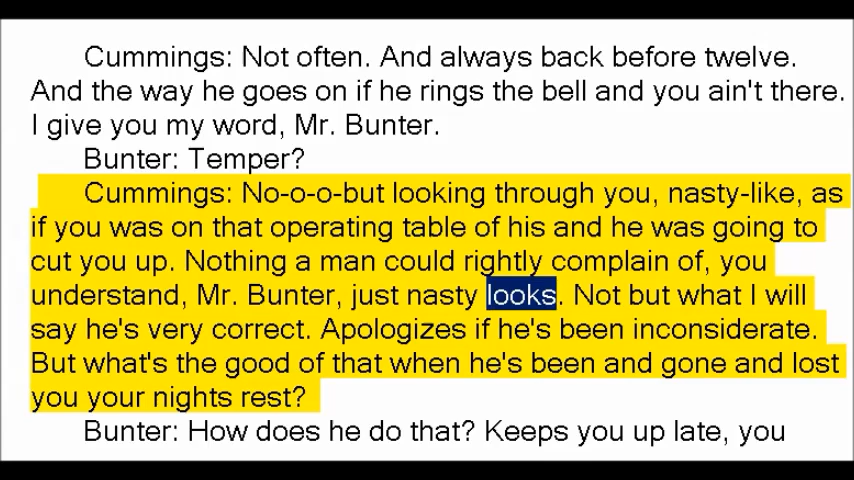 Cummings: Not often. And always back before twelve.
And the way he goes on if he rings the bell and you ain't there.
I give you my word, Mr. Bunter.
Bunter: Temper?
Cummings: No-o-o-but looking through you, nasty-like, as
if you was on that operating table of his and he was going to
cut you up. Nothing a man could rightly complain of, you
understand, Mr. Bunter, just nasty looks. Not but what I will
say he's very correct. Apologizes if he's been inconsiderate.
But what's the good of that when he's been and gone and lost
you your nights rest?
Bunter: How does he do that? Keeps you up late, you